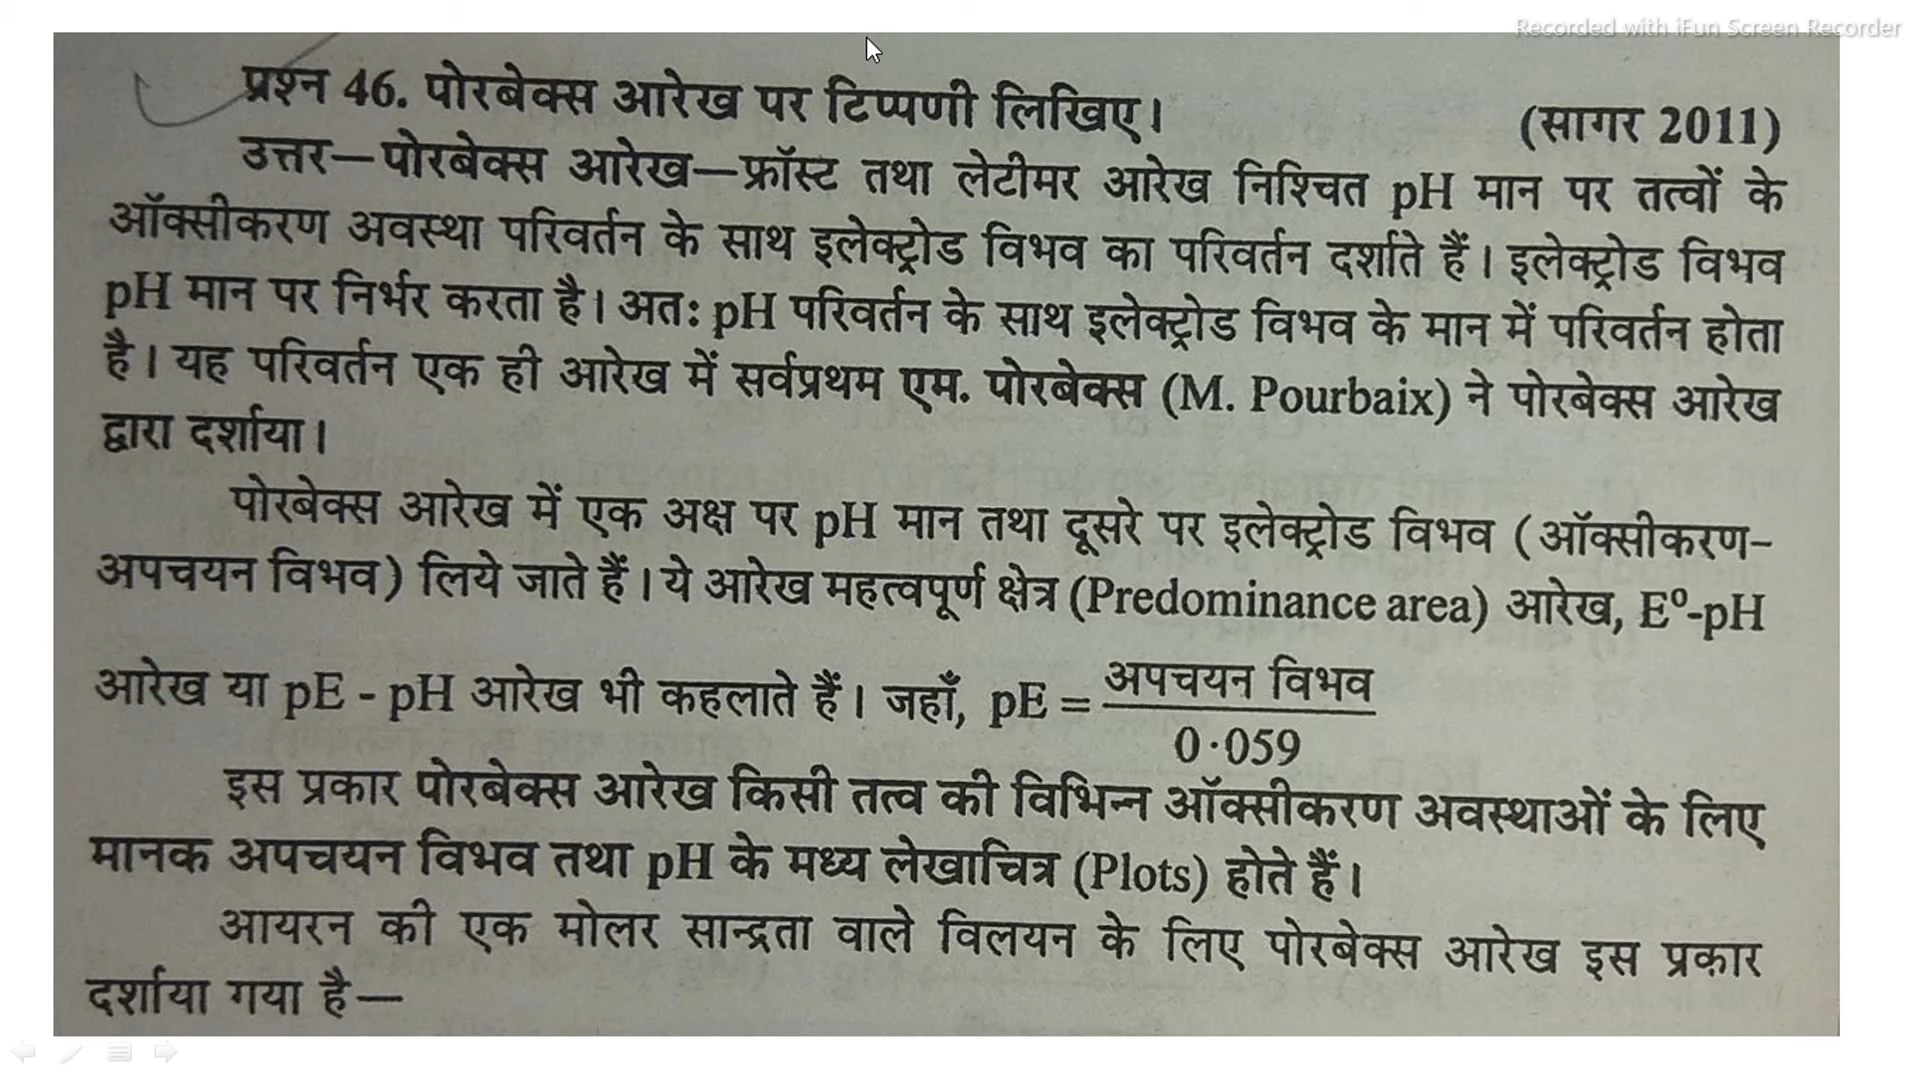 Recorded with iFun Screen Recorder
प्रश्न 46. पोरबेक्स आरेख पर टिप्पणी लिखिए। (सागर 2011)
उत्तर—पोरबेक्स आरेख—फ्रॉस्ट तथा लेटीमर आरेख निश्चित pH मान पर तत्वों के
ऑक्सीकरण अवस्था परिवर्तन के साथ इलेक्ट्रोड विभव का परिवर्तन दर्शाते हैं। इलेक्ट्रोड विभव
pH मान पर निर्भर करता है। अतः pH परिवर्तन के साथ इलेक्ट्रोड विभव के मान में परिवर्तन होता
है। यह परिवर्तन एक ही आरेख में सर्वप्रथम एम. पोरबेक्स (M. Pourbaix) ने पोरबेक्स आरेख
द्वारा दर्शाया।
पोरबेक्स आरेख में एक अक्ष पर pH मान तथा दूसरे पर इलेक्ट्रोड विभव (ऑक्सीकरण-
अपचयन विभव) लिये जाते हैं। ये आरेख महत्वपूर्ण क्षेत्र (Predominance area) आरेख, E°-pH
आरेख या pE - pH आरेख भी कहलाते हैं। जहाँ, pE = अपचयन विभव
0·059
इस प्रकार पोरबेक्स आरेख किसी तत्व की विभिन्न ऑक्सीकरण अवस्थाओं के लिए
मानक अपचयन विभव तथा pH के मध्य लेखाचित्र (Plots) होते हैं।
आयरन की एक मोलर सान्द्रता वाले विलयन के लिए पोरबेक्स आरेख इस प्रकार
दर्शाया गया है—